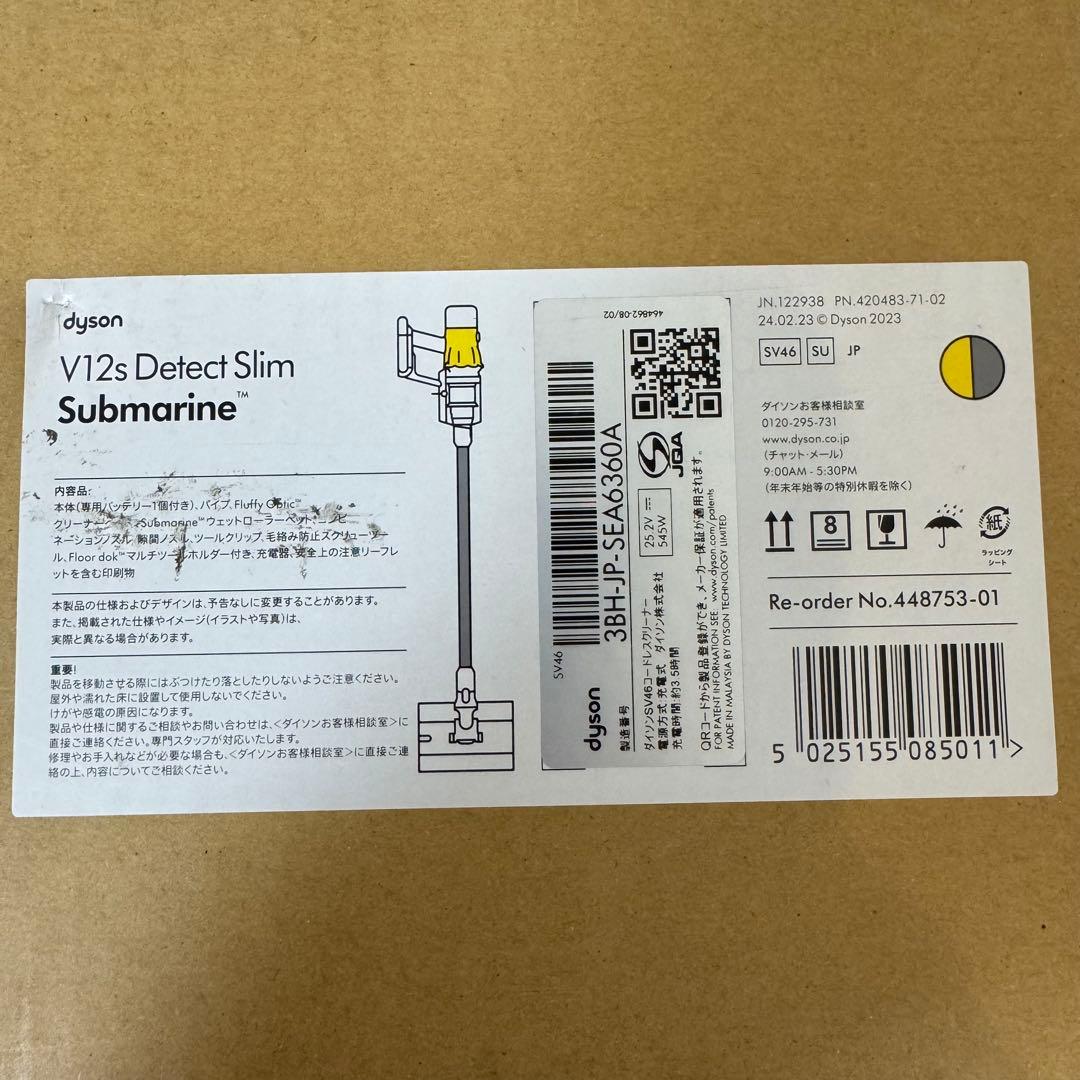 dyson
V12s Detect Slim
Submarine™
内容品:
本体(専用バッテリー1個付き)、パイプ、Fluffy Optic™
クリーナーヘ Submarine™ウェットローラーヘッド、コンビ
ネーションノズル、隙間ノズル、ツールクリップ、毛絡み防止スクリューツー
ル、Floor dok™マルチツールホルダー付き、充電器、安全上の注意リーフレ
ットを含む印刷物
本製品の仕様およびデザインは、予告なしに変更することがあります。
また、掲載された仕様やイメージ(イラストや写真)は、
実際と異なる場合があります。
重要!
製品を移動させる際にはぶつけたり落としたりしないようご注意ください。
屋外や濡れた床に設置して使用しないでください。
けがや感電の原因になります。
製品や仕様に関するご相談やお問い合わせは、<ダイソンお客様相談室>に
直接ご連絡ください。専門スタッフが対応いたします。
修理やお手入れなどが必要な場合も、<ダイソンお客様相談室>に直接ご連
絡の上、内容についてご相談ください。
464862-08/02
SV46
3BH-JP-SEA6360A
JQA
dyson
製造番号
ダイソンSV46コードレスクリーナー
電源方式 充電式 ダイソン株式会社
充電時間:約3.5時間
25.2V
545W
QRコードから製品登録ができ、メーカー保証が適用されます。
FOR PATENT INFORMATION SEE www.dyson.com/patents
MADE IN MALAYSIA BY DYSON TECHNOLOGY LIMITED
JN.122938 PN.420483-71-02
24.02.23 © Dyson 2023
SV46 SU JP
ダイソンお客様相談室
0120-295-731
www.dyson.co.jp
(チャット・メール)
9:00AM - 5:30PM
(年末年始等の特別休暇を除く)
8
紙
ラッピング
シート
Re-order No.448753-01
5 025155 085011 >